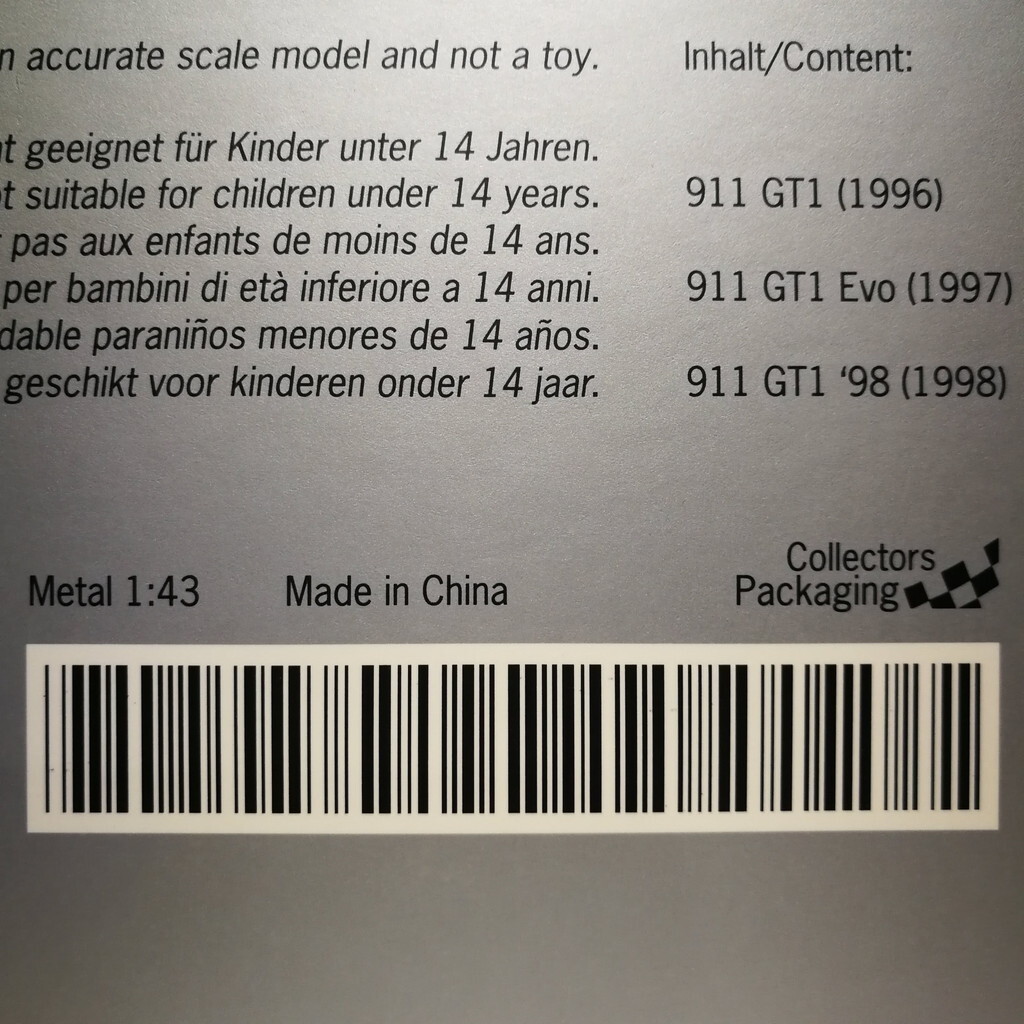 accurate scale model and not a toy.
geeignet für Kinder unter 14 Jahren.
suitable for children under 14 years.
pas aux enfants de moins de 14 ans.
per bambini di età inferiore a 14 anni.
dable paraniños menores de 14 años.
geschikt voor kinderen onder 14 jaar.
Inhalt/Content:
911 GT1 (1996)
911 GT1 Evo (1997)
911 GT1 ‘98 (1998)
Metal 1:43
Made in China
Collectors
Packaging